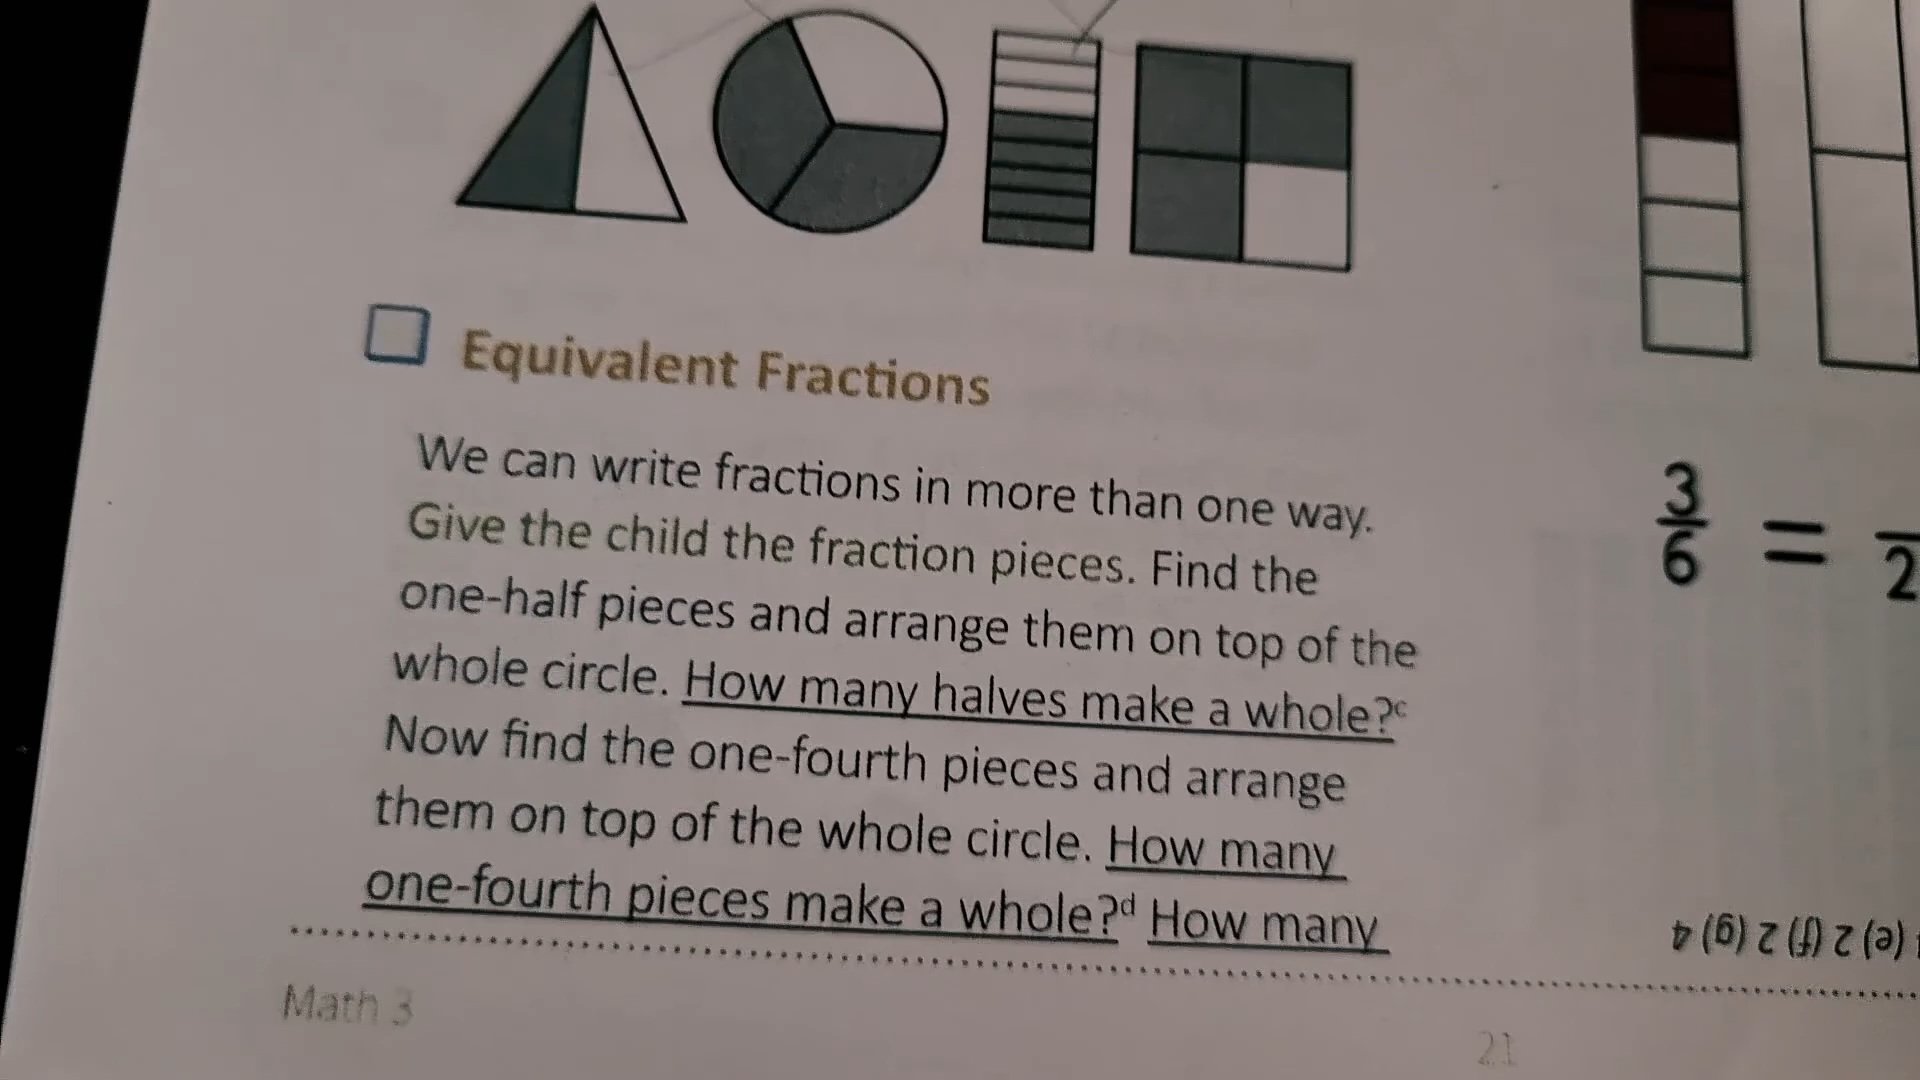 Equivalent Fractions
We can write fractions in more than one way.
Give the child the fraction pieces. Find the
one-half pieces and arrange them on top of the
whole circle. How many halves make a whole?ᶜ
Now find the one-fourth pieces and arrange
them on top of the whole circle. How many
one-fourth pieces make a whole?ᵈ How many
Math 3
21
3/6 = /2
(e) 2 (f) 2 (g) 4